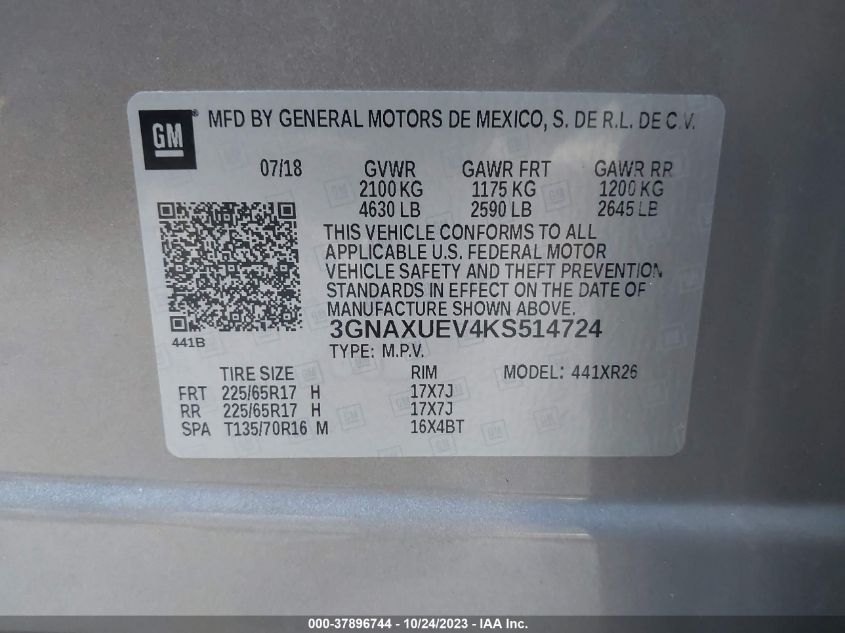 GM® MFD BY GENERAL MOTORS DE MEXICO, S. DE R.L. DE C.V.
07/18 GVWR GAWR FRT GAWR RR
2100 KG 1175 KG 1200 KG
4630 LB 2590 LB 2645 LB
THIS VEHICLE CONFORMS TO ALL
APPLICABLE U.S. FEDERAL MOTOR
VEHICLE SAFETY AND THEFT PREVENTION
STANDARDS IN EFFECT ON THE DATE OF
MANUFACTURE SHOWN ABOVE.
441B
3GNAXUEV4KS514724
TYPE: M.P.V.
TIRE SIZE RIM MODEL: 441XR26
FRT 225/65R17 H 17X7J
RR 225/65R17 H 17X7J
SPA T135/70R16 M 16X4BT
000-37896744 / 10/24/2023 - IAA Inc.